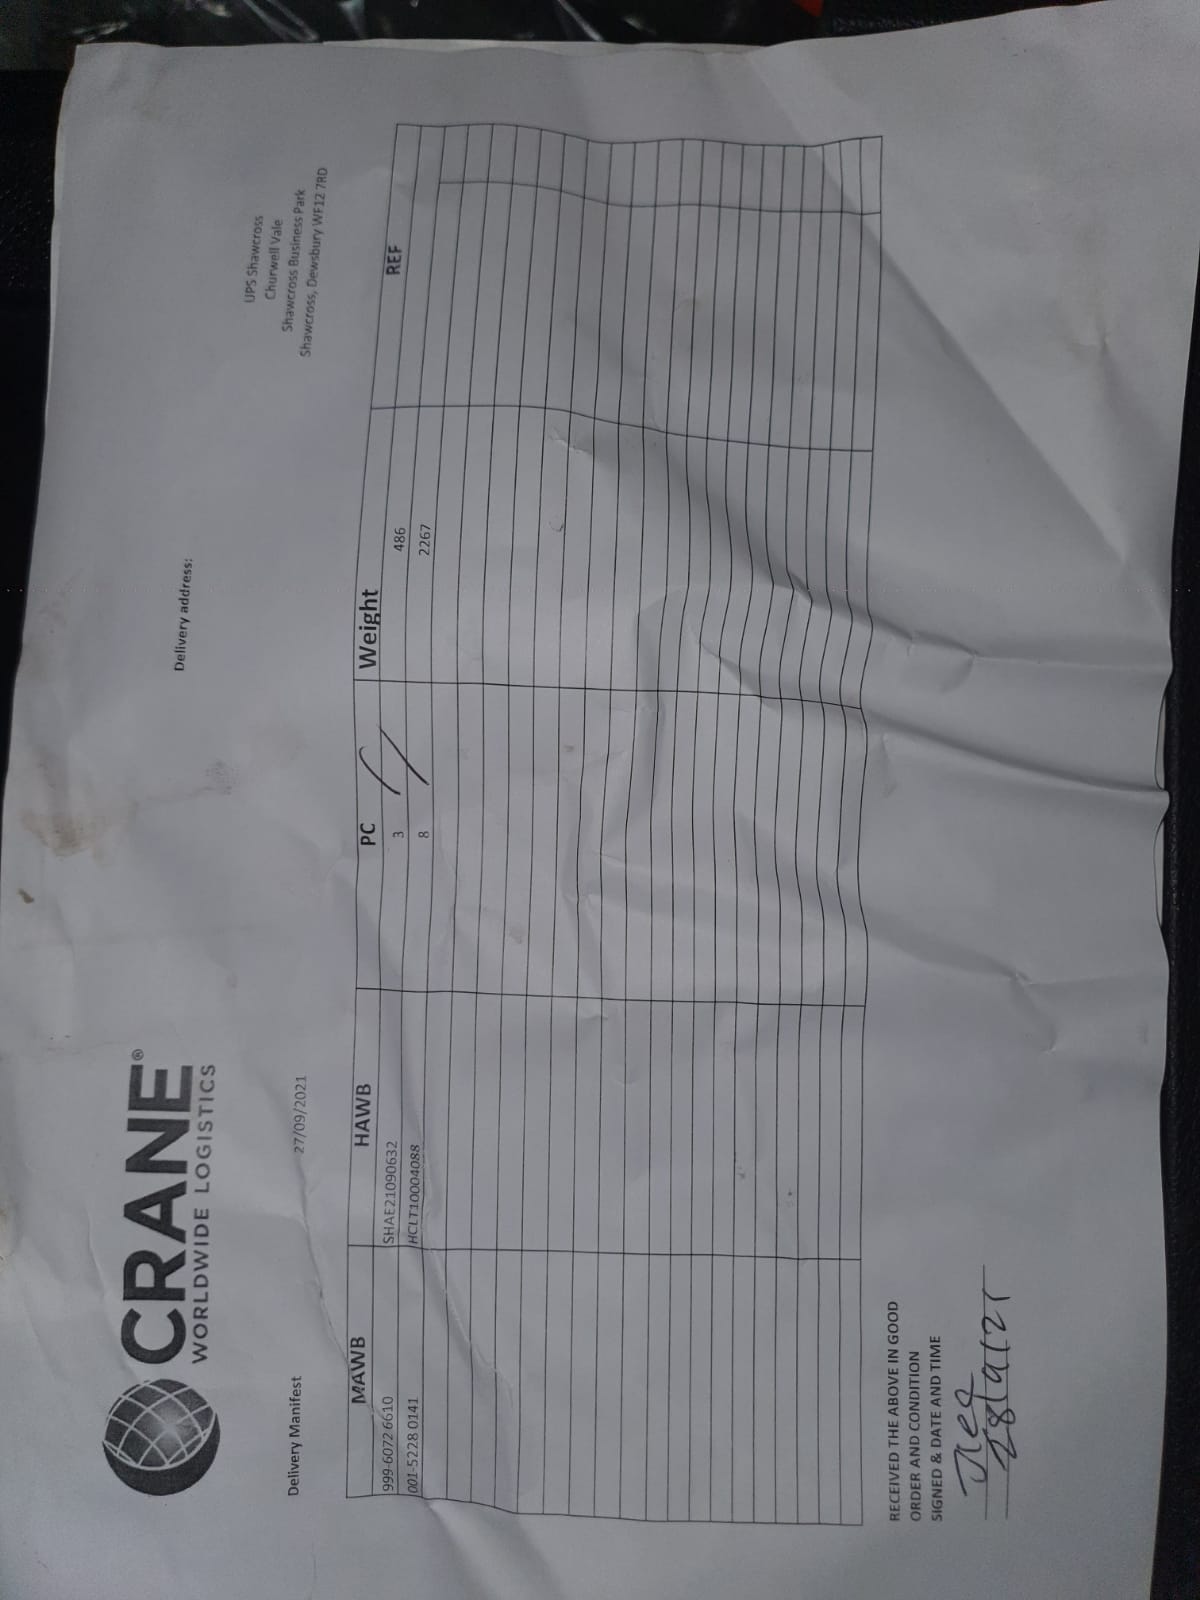 CRANE®
WORLDWIDE LOGISTICS
Delivery address:
Delivery Manifest 27/09/2021
UPS Shawcross
Churwell Vale
Shawcross Business Park
Shawcross, Dewsbury WF12 7RD
MAWB HAWB PC Weight REF
999-6072 6610 SHAE21090632 3 486
001-5228 0141 HCLT10004088 8 2267
RECEIVED THE ABOVE IN GOOD
ORDER AND CONDITION
SIGNED & DATE AND TIME
28/9/21